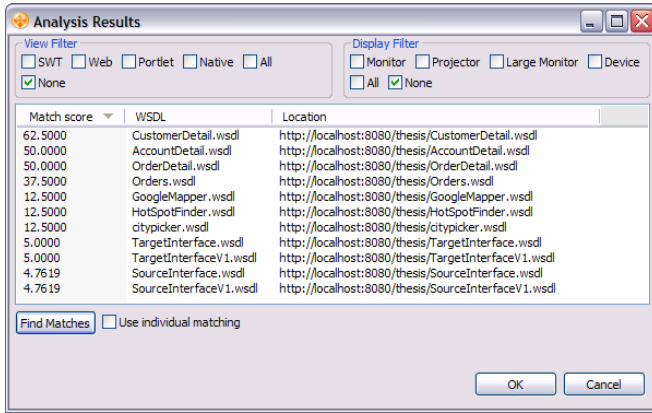 Analysis Results
View Filter
SWT Web Portlet Native All
None
Display Filter
Monitor Projector Large Monitor Device
All None
Match score WSDL Location
62.5000 CustomerDetail.wsdl http://localhost:8080/thesis/CustomerDetail.wsdl
50.0000 AccountDetail.wsdl http://localhost:8080/thesis/AccountDetail.wsdl
50.0000 OrderDetail.wsdl http://localhost:8080/thesis/OrderDetail.wsdl
37.5000 Orders.wsdl http://localhost:8080/thesis/Orders.wsdl
12.5000 GoogleMapper.wsdl http://localhost:8080/thesis/GoogleMapper.wsdl
12.5000 HotSpotFinder.wsdl http://localhost:8080/thesis/HotSpotFinder.wsdl
12.5000 citypicker.wsdl http://localhost:8080/thesis/citypicker.wsdl
5.0000 TargetInterface.wsdl http://localhost:8080/thesis/TargetInterface.wsdl
5.0000 TargetInterfaceV1.wsdl http://localhost:8080/thesis/TargetInterfaceV1.wsdl
4.7619 SourceInterface.wsdl http://localhost:8080/thesis/SourceInterface.wsdl
4.7619 SourceInterfaceV1.wsdl http://localhost:8080/thesis/SourceInterfaceV1.wsdl
Find Matches Use individual matching
OK Cancel